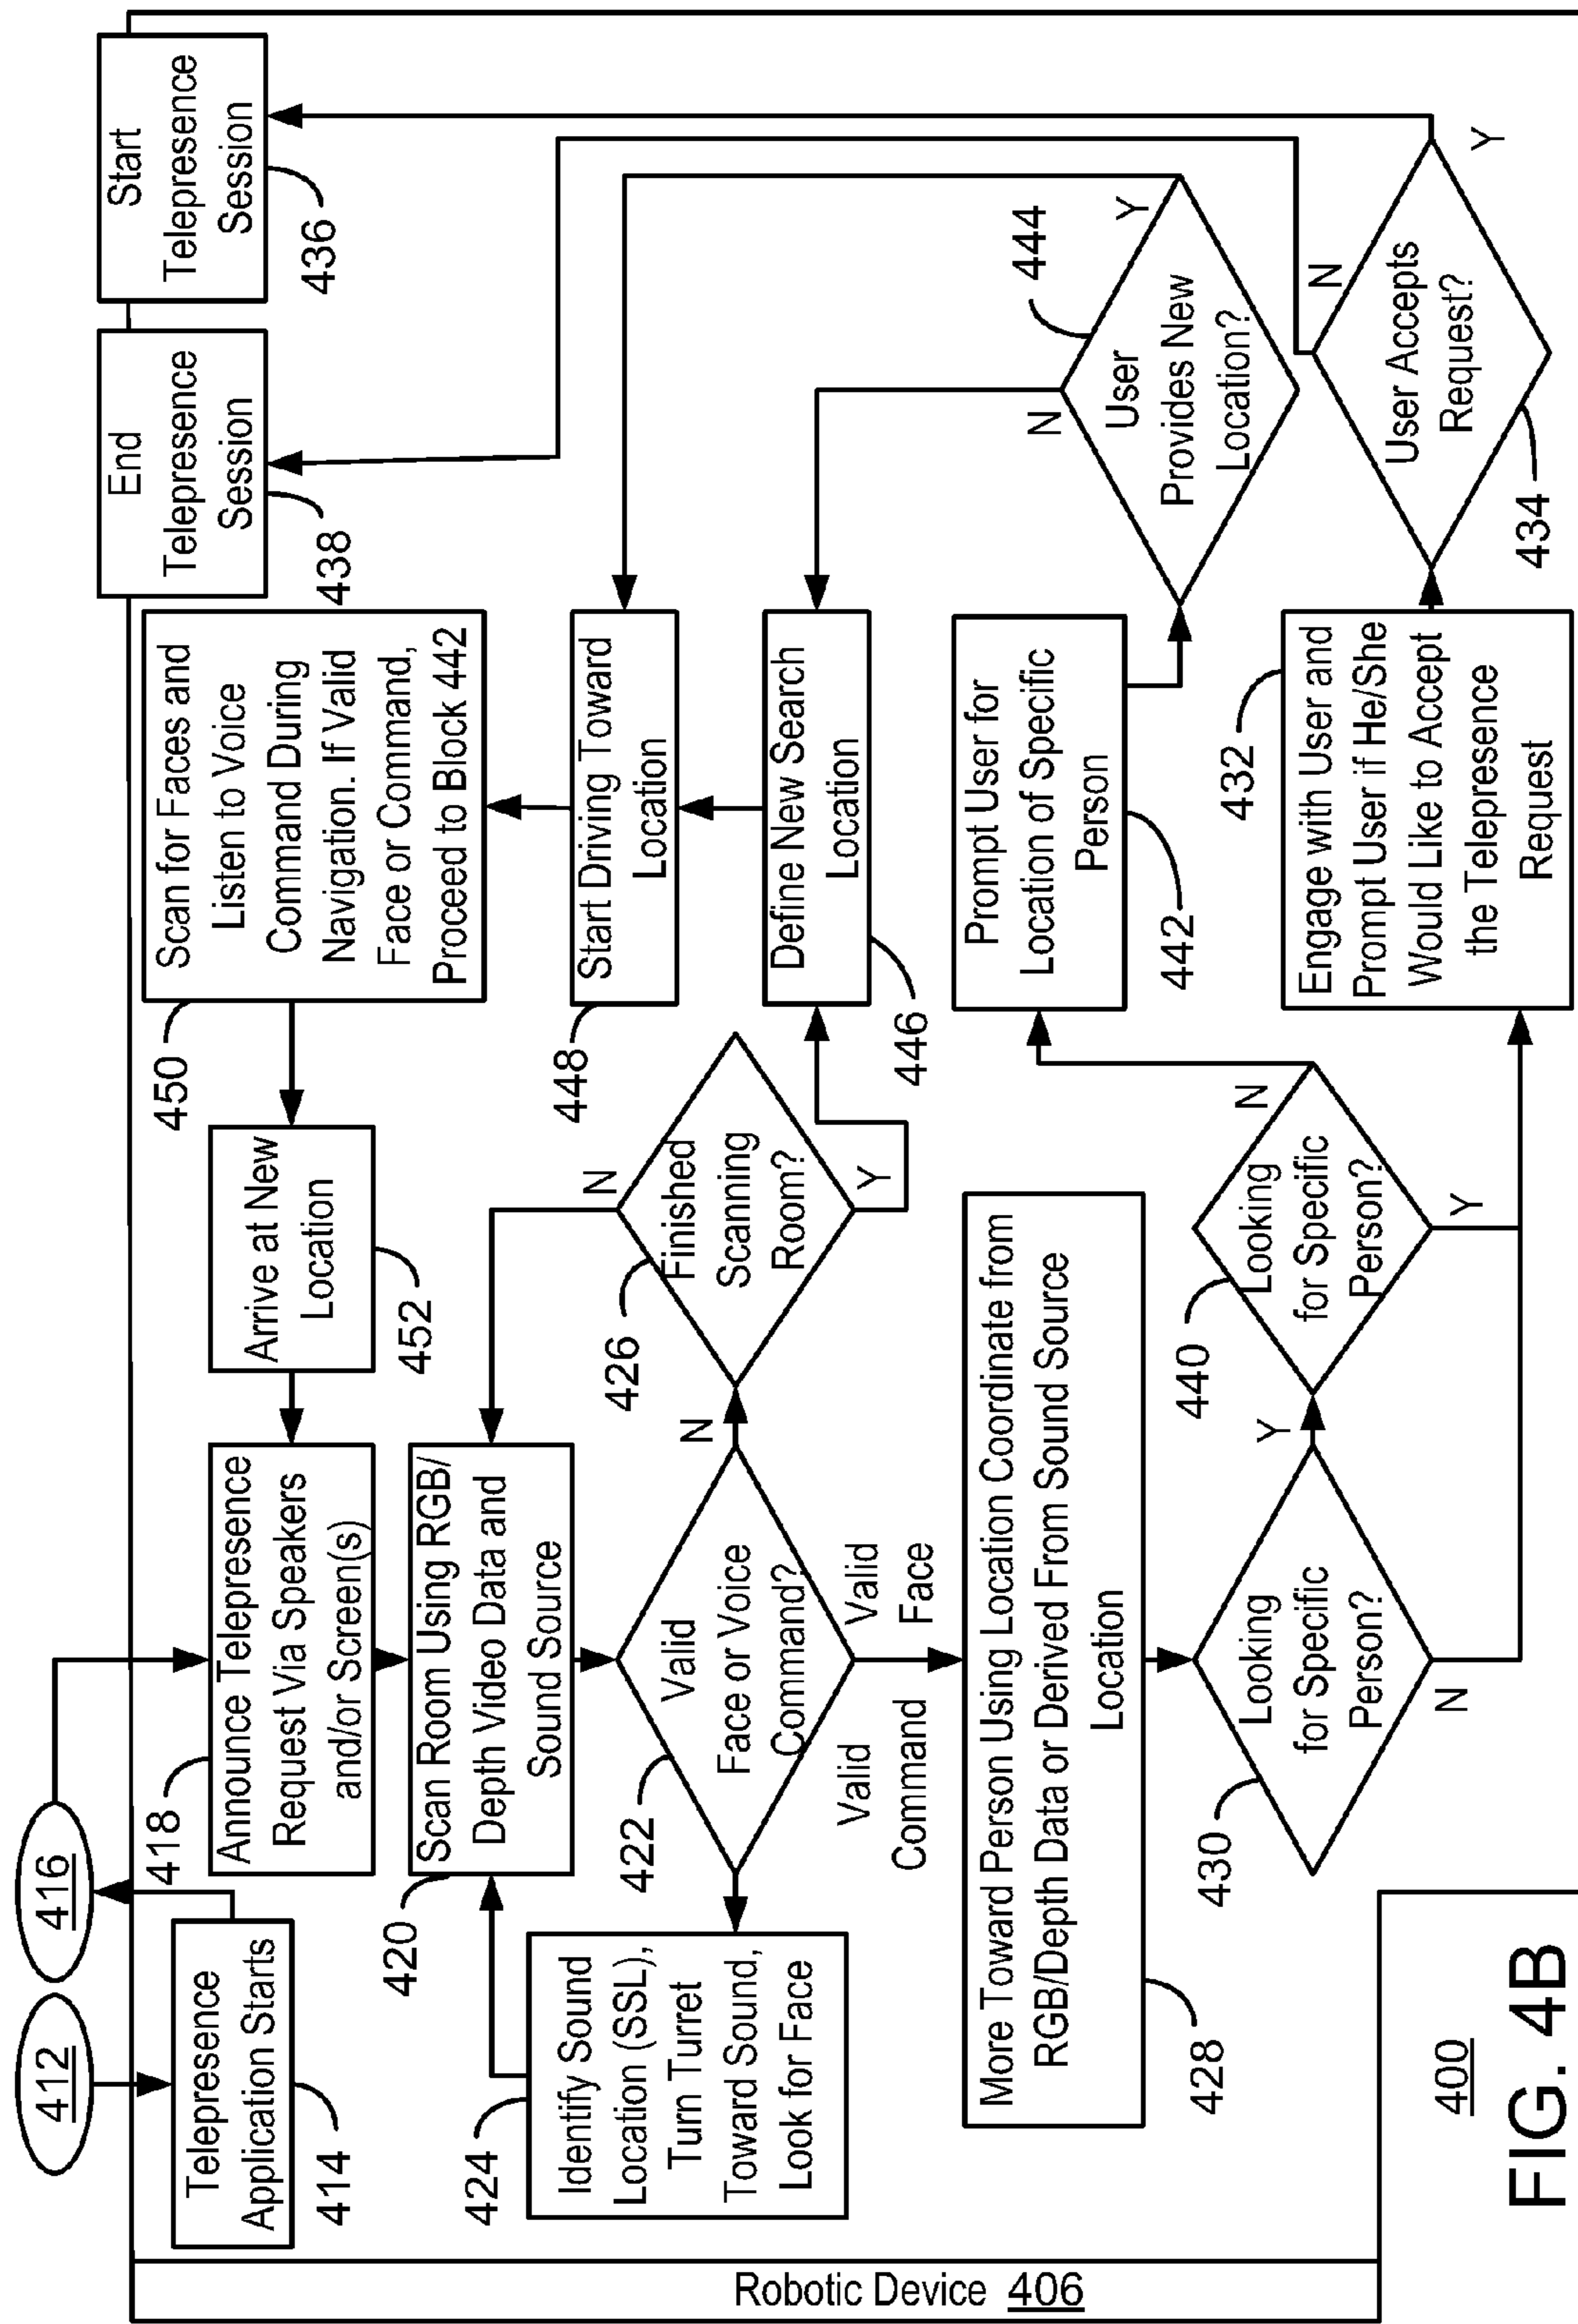 412
416
Telepresence
Application Starts
414
Announce Telepresence
Request Via Speakers
and/or Screen(s)
418
Arrive at New
Location
452
Scan for Faces and
Listen to Voice
Command During
Navigation. If Valid
Face or Command,
Proceed to Block 442
450
End
Telepresence
Session
438
Start
Telepresence
Session
436
Scan Room Using RGB/
Depth Video Data and
Sound Source
420
Identify Sound
Location (SSL),
Turn Turret
Toward Sound,
Look for Face
424
Valid
Face or Voice
Command?
422
N
Finished
Scanning
Room?
426
N
Y
Start Driving Toward
Location
448
Define New Search
Location
446
Valid
Command
Valid
Face
More Toward Person Using Location Coordinate from
RGB/Depth Data or Derived From Sound Source
Location
428
Looking
for Specific
Person?
430
Y
N
Looking
for Specific
Person?
440
N
Y
Prompt User for
Location of Specific
Person
442
User
Provides New
Location?
444
N
Y
Engage with User and
Prompt User if He/She
Would Like to Accept
the Telepresence
Request
432
User Accepts
Request?
434
N
Y
Robotic Device 406
400
FIG. 4B